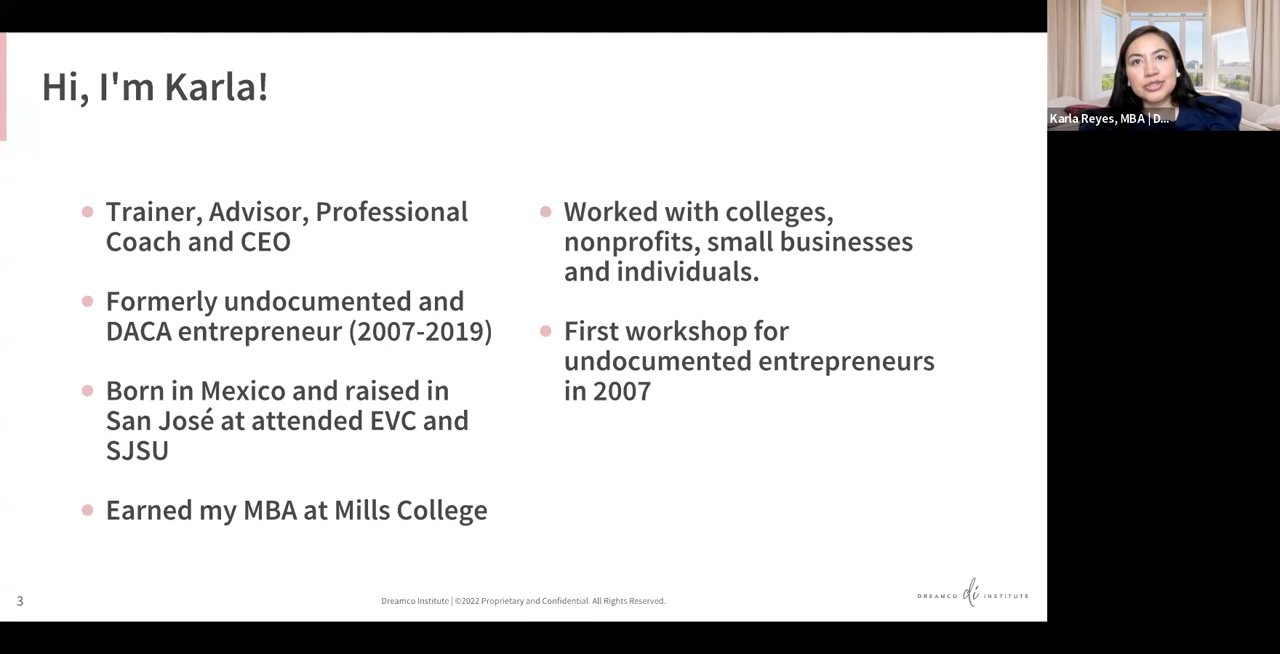 Hi, I'm Karla!
Trainer, Advisor, Professional
Coach and CEO
Formerly undocumented and
DACA entrepreneur (2007-2019)
Born in Mexico and raised in
San José at attended EVC and
SJSU
Earned my MBA at Mills College
Worked with colleges,
nonprofits, small businesses
and individuals.
First workshop for
undocumented entrepreneurs
in 2007
3
Dreamco Institute | ©2022 Proprietary and Confidential. All Rights Reserved.
DREAMCO di INSTITUTE
Karla Reyes, MBA | D...